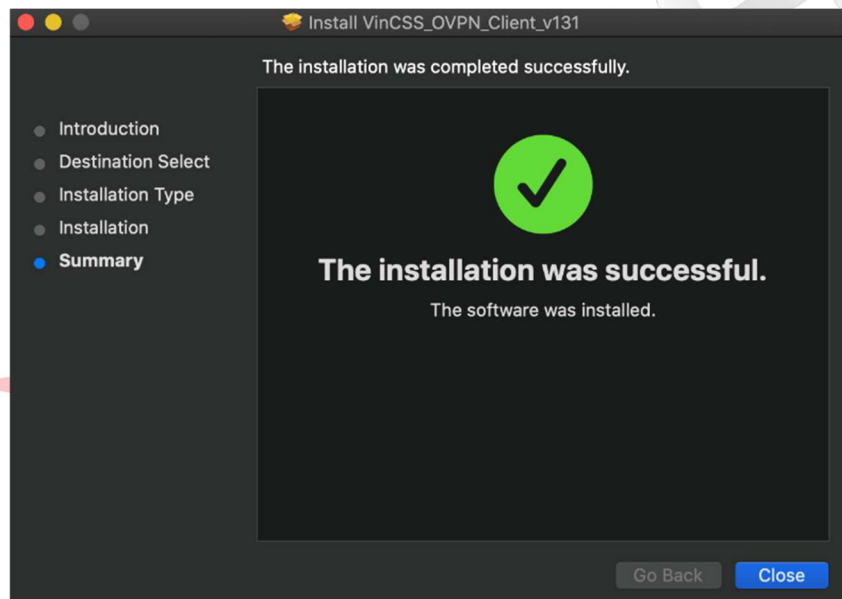 Install VinCSS_OVPN_Client_v131
The installation was completed successfully.
Introduction
Destination Select
Installation Type
Installation
Summary
The installation was successful.
The software was installed.
Go Back
Close